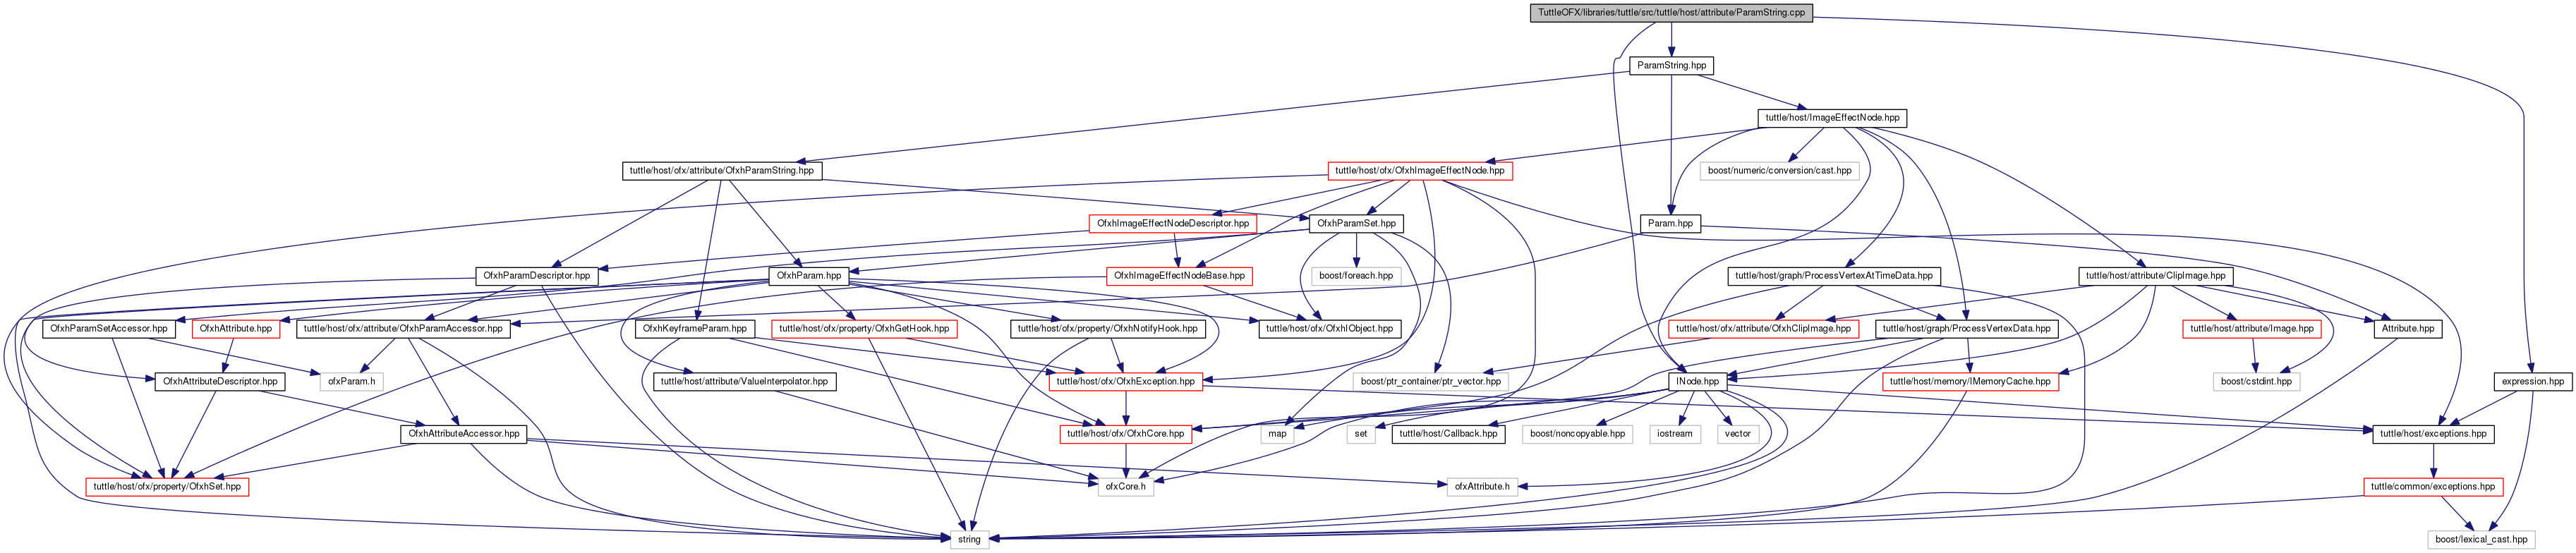 TuttleOFX/libraries/tuttle/src/tuttle/host/attribute/ParamString.cpp
ParamString.hpp
tuttle/host/ImageEffectNode.hpp
tuttle/host/ofx/attribute/OfxhParamString.hpp
tuttle/host/ofx/OfxhImageEffectNode.hpp
boost/numeric/conversion/cast.hpp
OfxhImageEffectNodeDescriptor.hpp
OfxhParamSet.hpp
Param.hpp
OfxhParamDescriptor.hpp
OfxhParam.hpp
OfxhImageEffectNodeBase.hpp
boost/foreach.hpp
tuttle/host/graph/ProcessVertexAtTimeData.hpp
tuttle/host/attribute/ClipImage.hpp
OfxhParamSetAccessor.hpp
OfxhAttribute.hpp
tuttle/host/ofx/attribute/OfxhParamAccessor.hpp
OfxhKeyframeParam.hpp
tuttle/host/ofx/property/OfxhGetHook.hpp
tuttle/host/ofx/property/OfxhNotifyHook.hpp
tuttle/host/ofx/OfxhIObject.hpp
tuttle/host/ofx/attribute/OfxhClipImage.hpp
tuttle/host/graph/ProcessVertexData.hpp
tuttle/host/attribute/Image.hpp
Attribute.hpp
OfxhAttributeDescriptor.hpp
ofxParam.h
tuttle/host/attribute/ValueInterpolator.hpp
tuttle/host/ofx/OfxhException.hpp
boost/ptr_container/ptr_vector.hpp
INode.hpp
tuttle/host/memory/IMemoryCache.hpp
boost/cstdint.hpp
expression.hpp
OfxhAttributeAccessor.hpp
tuttle/host/ofx/OfxhCore.hpp
map
set
tuttle/host/Callback.hpp
boost/noncopyable.hpp
iostream
vector
tuttle/host/exceptions.hpp
tuttle/host/ofx/property/OfxhSet.hpp
ofxCore.h
ofxAttribute.h
tuttle/common/exceptions.hpp
string
boost/lexical_cast.hpp